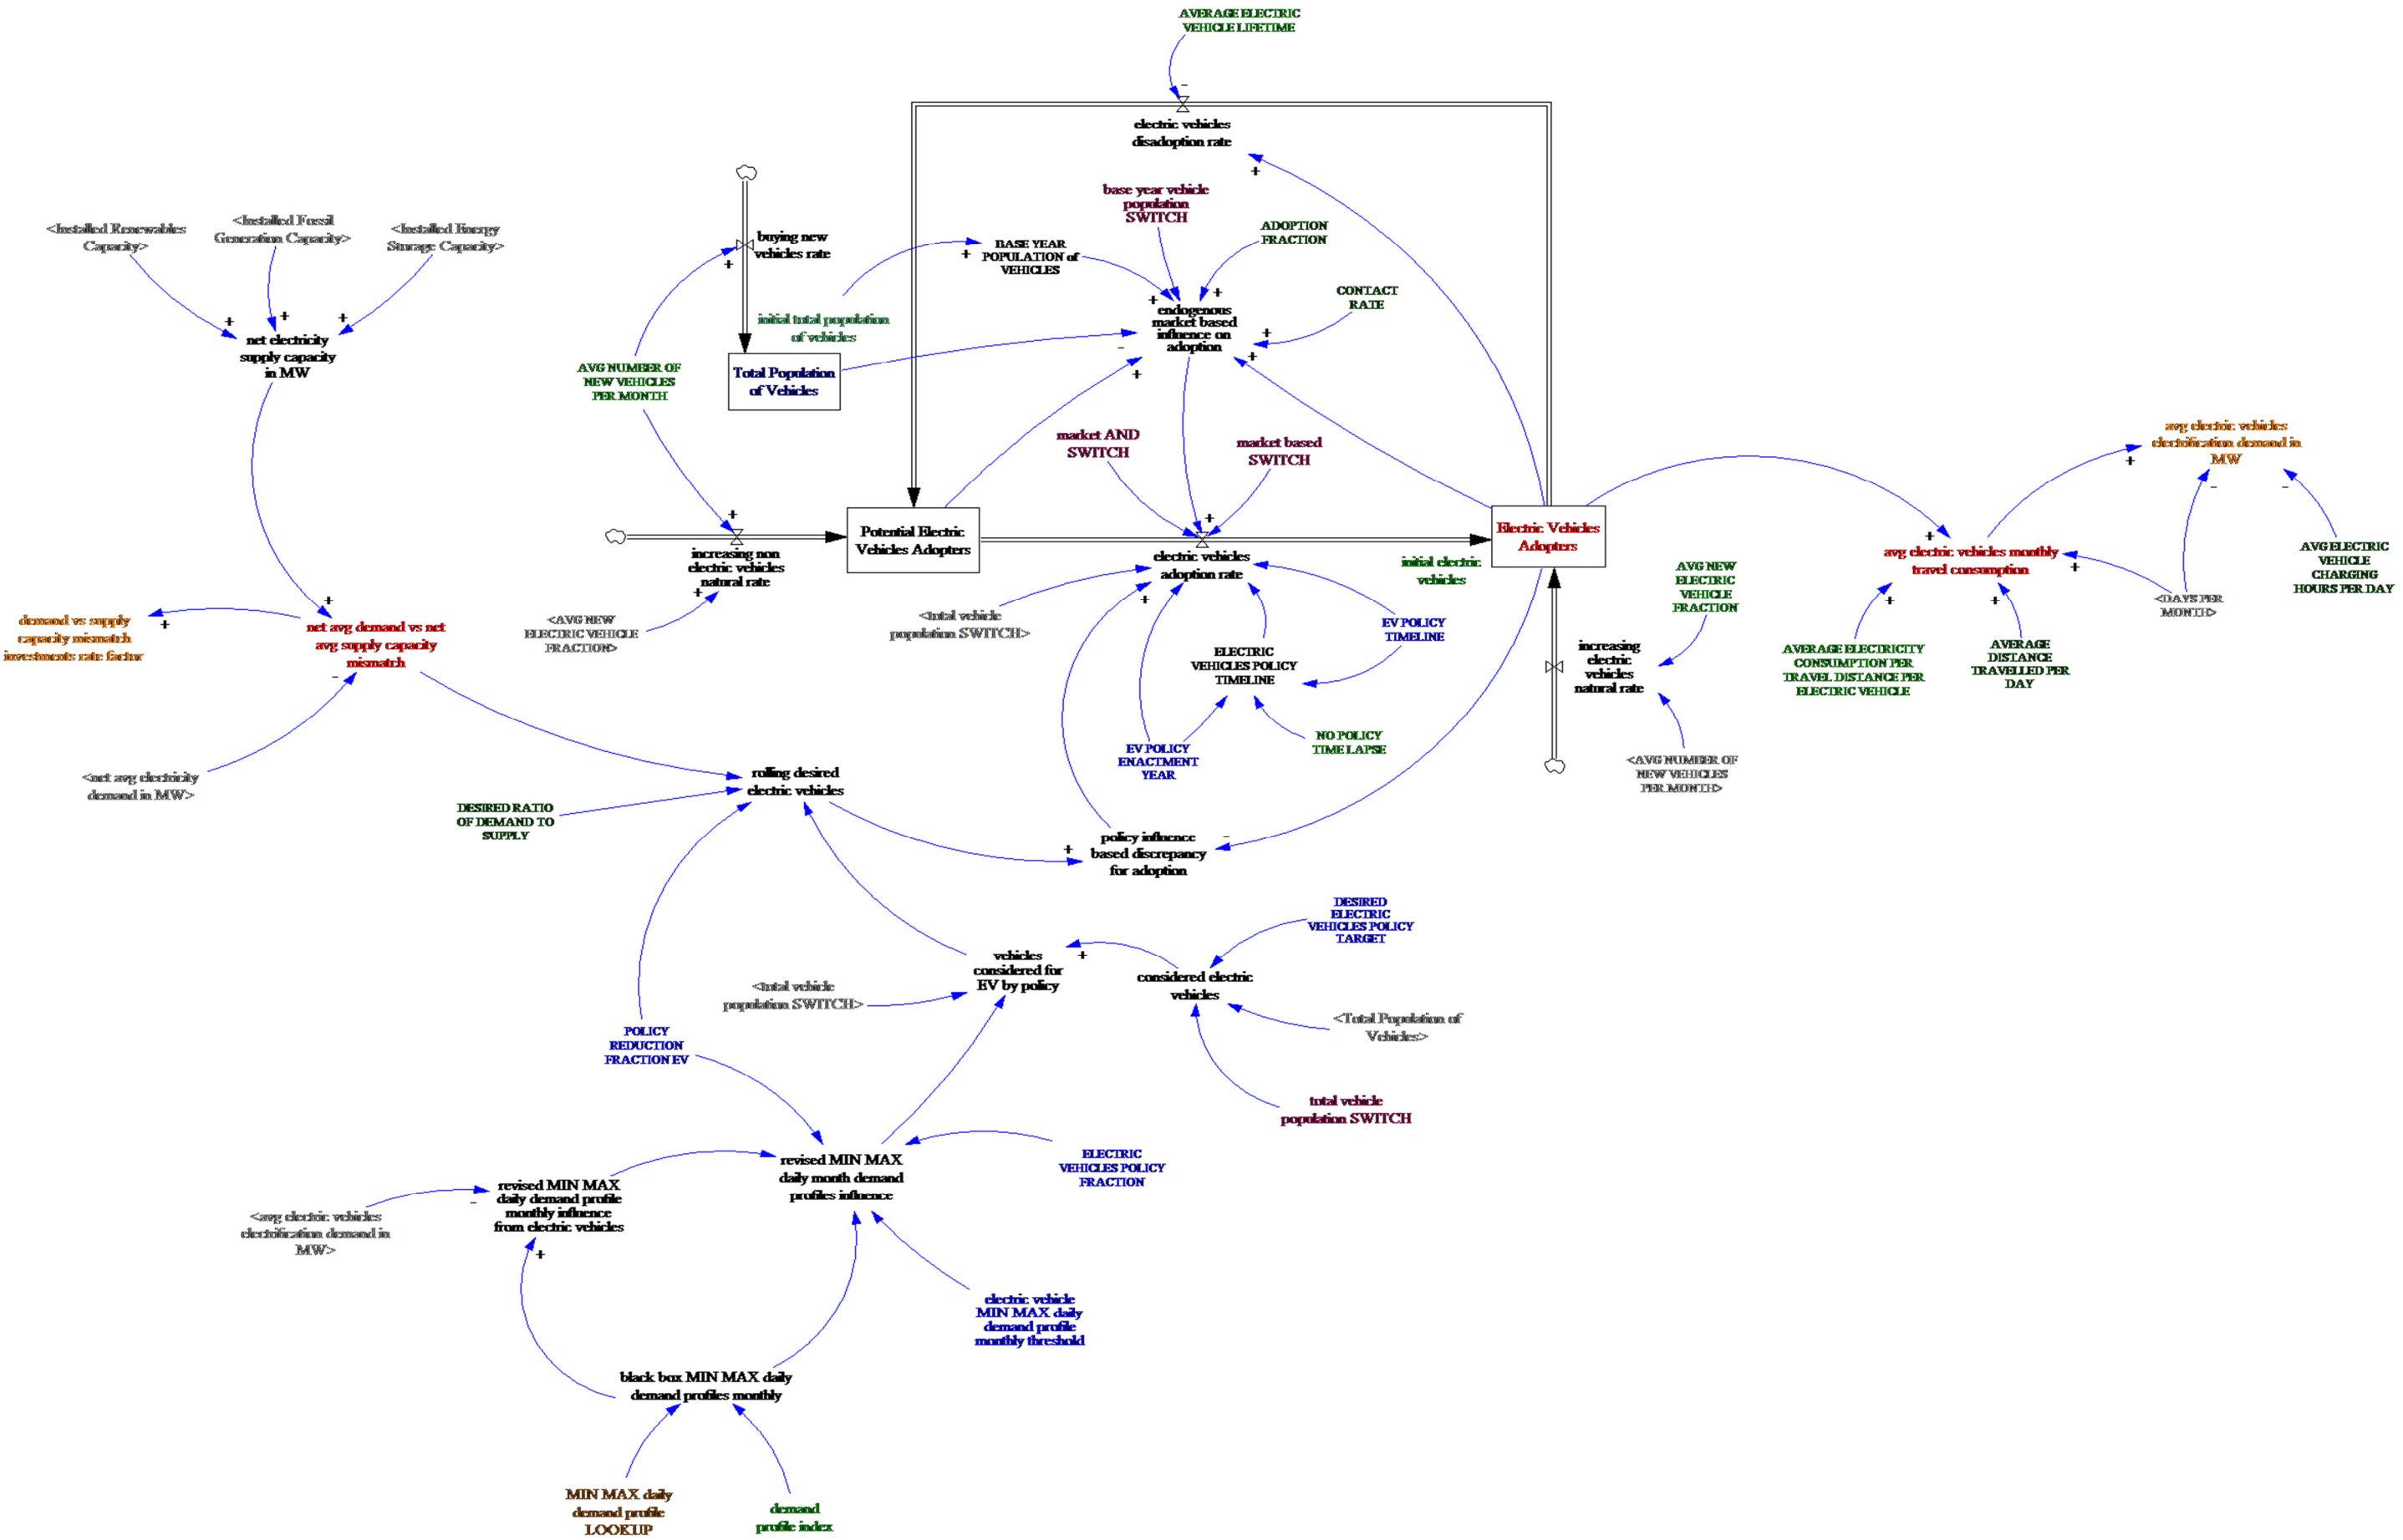 AVERAGE ELECTRIC
VEHICLE LIFETIME
-
electric vehicles
disadoption rate
+
base year vehicle
population
SWITCH
ADOPTION
FRACTION
buying new
vehicles rate
+
BASE YEAR
POPULATION of
VEHICLES
+
<Installed Renewables
Capacity>
<Installed Fossil
Generation Capacity>
<Installed Energy
Storage Capacity>
+
+
+
net electricity
supply capacity
in MW
initial total population
of vehicles
CONTACT
RATE
+
+
endogenous
market based
influence on
adoption
+
+
-
+
AVG NUMBER OF
NEW VEHICLES
PER MONTH
Total Population
of Vehicles
market AND
SWITCH
market based
SWITCH
avg electric vehicles
electrification demand in
MW
+
-
-
+
Potential Electric
Vehicles Adopters
+
Electric Vehicles
Adopters
increasing non
electric vehicles
natural rate
+
electric vehicles
adoption rate
+
initial electric
vehicles
+
avg electric vehicles monthly
travel consumption
+
+
+
AVG ELECTRIC
VEHICLE
CHARGING
HOURS PER DAY
<DAYS PER
MONTH>
AVG NEW
ELECTRIC
VEHICLE
FRACTION
<AVG NEW
ELECTRIC VEHICLE
FRACTION>
<total vehicle
population SWITCH>
EV POLICY
TIMELINE
ELECTRIC
VEHICLES POLICY
TIMELINE
demand vs supply
capacity mismatch
investments rate factor
+
+
net avg demand vs net
avg supply capacity
mismatch
-
increasing
electric
vehicles
natural rate
AVERAGE ELECTRICITY
CONSUMPTION PER
TRAVEL DISTANCE PER
ELECTRIC VEHICLE
AVERAGE
DISTANCE
TRAVELLED PER
DAY
EV POLICY
ENACTMENT
YEAR
NO POLICY
TIME LAPSE
<AVG NUMBER OF
NEW VEHICLES
PER MONTH>
<net avg electricity
demand in MW>
rolling desired
electric vehicles
DESIRED RATIO
OF DEMAND TO
SUPPLY
+
-
policy influence
based discrepancy
for adoption
DESIRED
ELECTRIC
VEHICLES POLICY
TARGET
vehicles
considered for
EV by policy
+
considered electric
vehicles
<total vehicle
population SWITCH>
<Total Population of
Vehicles>
POLICY
REDUCTION
FRACTION EV
total vehicle
population SWITCH
ELECTRIC
VEHICLES POLICY
FRACTION
revised MIN MAX
daily month demand
profiles influence
revised MIN MAX
daily demand profile
monthly influence
from electric vehicles
-
+
<avg electric vehicles
electrification demand in
MW>
electric vehicle
MIN MAX daily
demand profile
monthly threshold
black box MIN MAX daily
demand profiles monthly
MIN MAX daily
demand profile
LOOKUP
demand
profile index